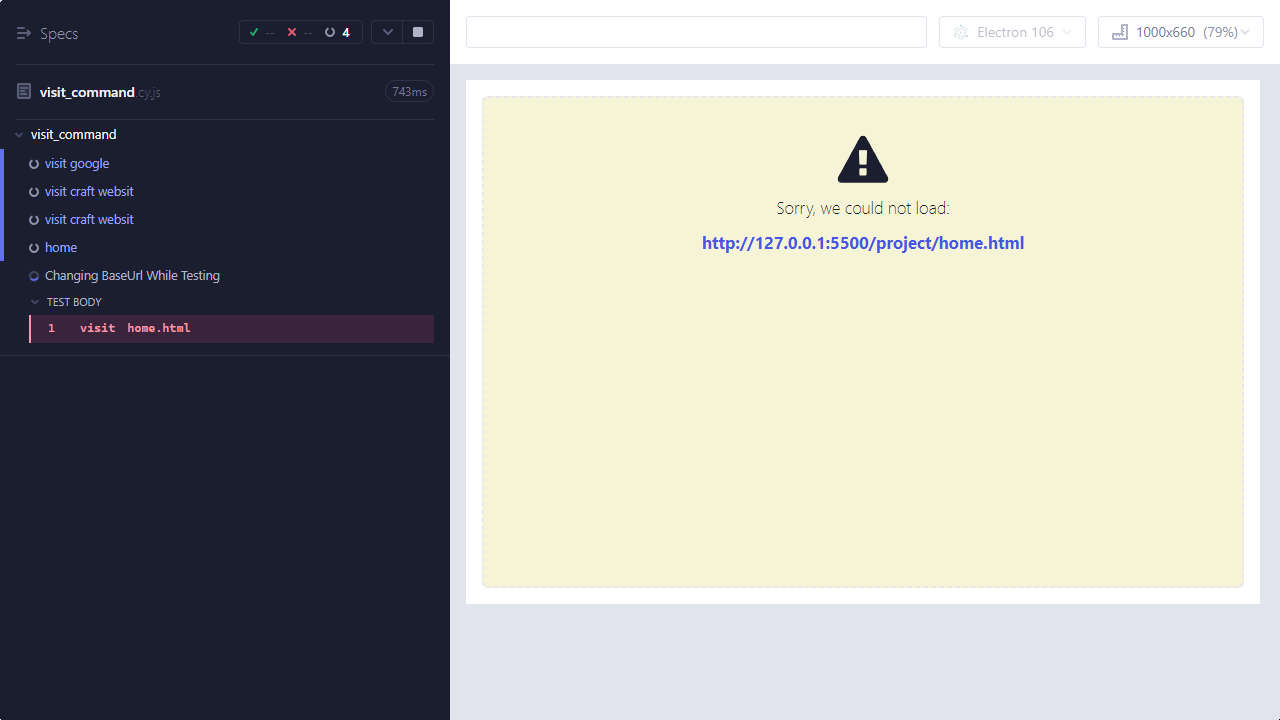 Specs
-- -- 4
Electron 106
1000x660 (79%)
visit_command.cy.js
743ms
visit_command
visit google
visit craft websit
visit craft websit
home
Changing BaseUrl While Testing
TEST BODY
1 visit home.html
Sorry, we could not load:
http://127.0.0.1:5500/project/home.html